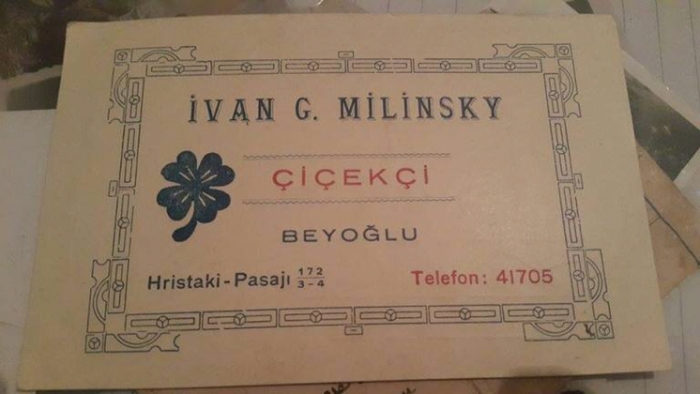 İVAN G. MİLİNSKY
ÇİÇEKÇİ
BEYOĞLU
Hristaki-Pasajı 172/3-4 Telefon: 41705